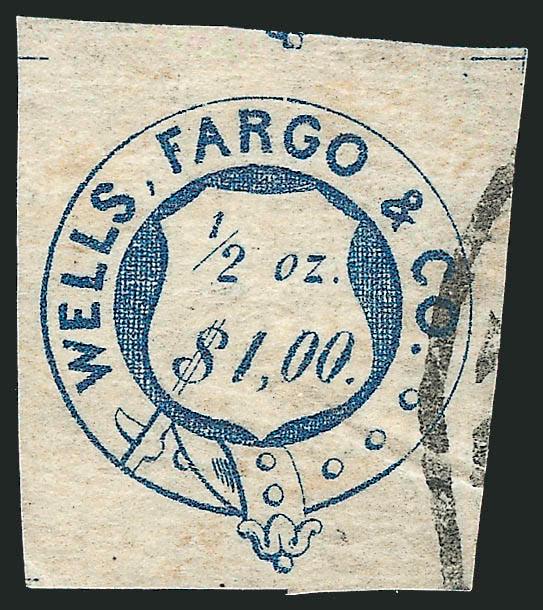 WELLS, FARGO & CO.
1/2 oz.
$1,00.